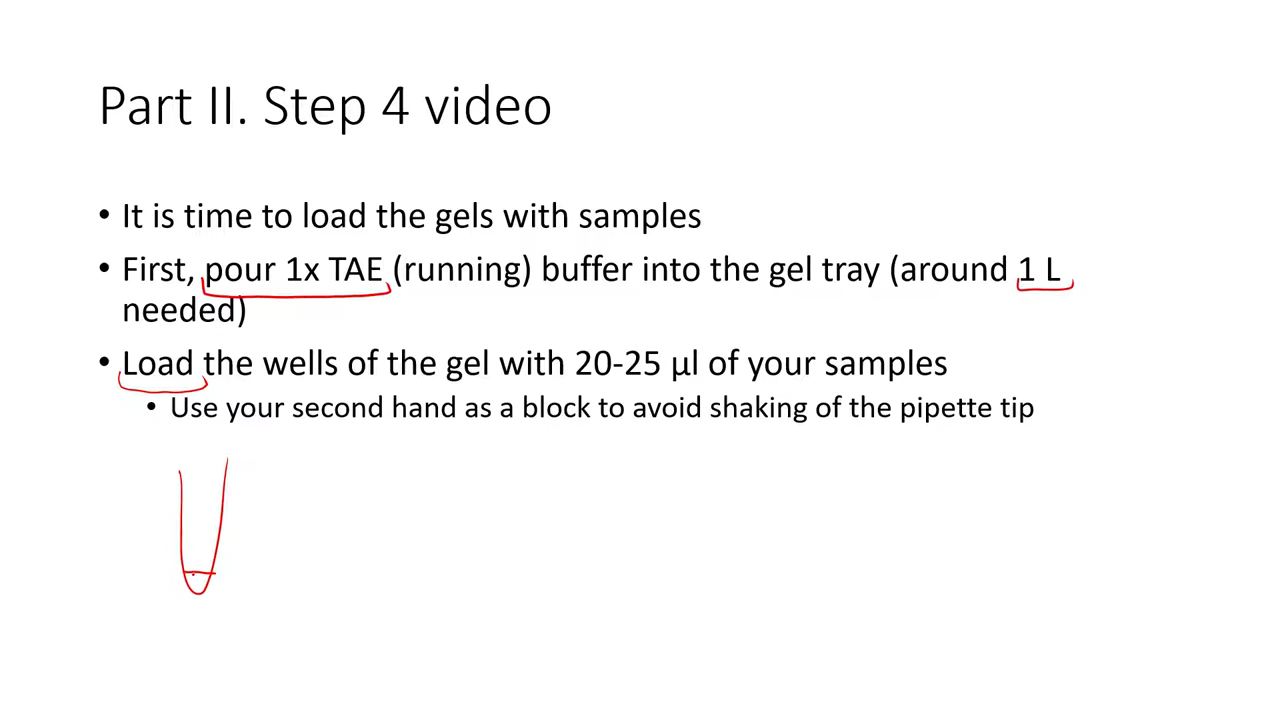 Part II. Step 4 video
• It is time to load the gels with samples
• First, pour 1x TAE (running) buffer into the gel tray (around 1 L
needed)
• Load the wells of the gel with 20-25 µl of your samples
• Use your second hand as a block to avoid shaking of the pipette tip